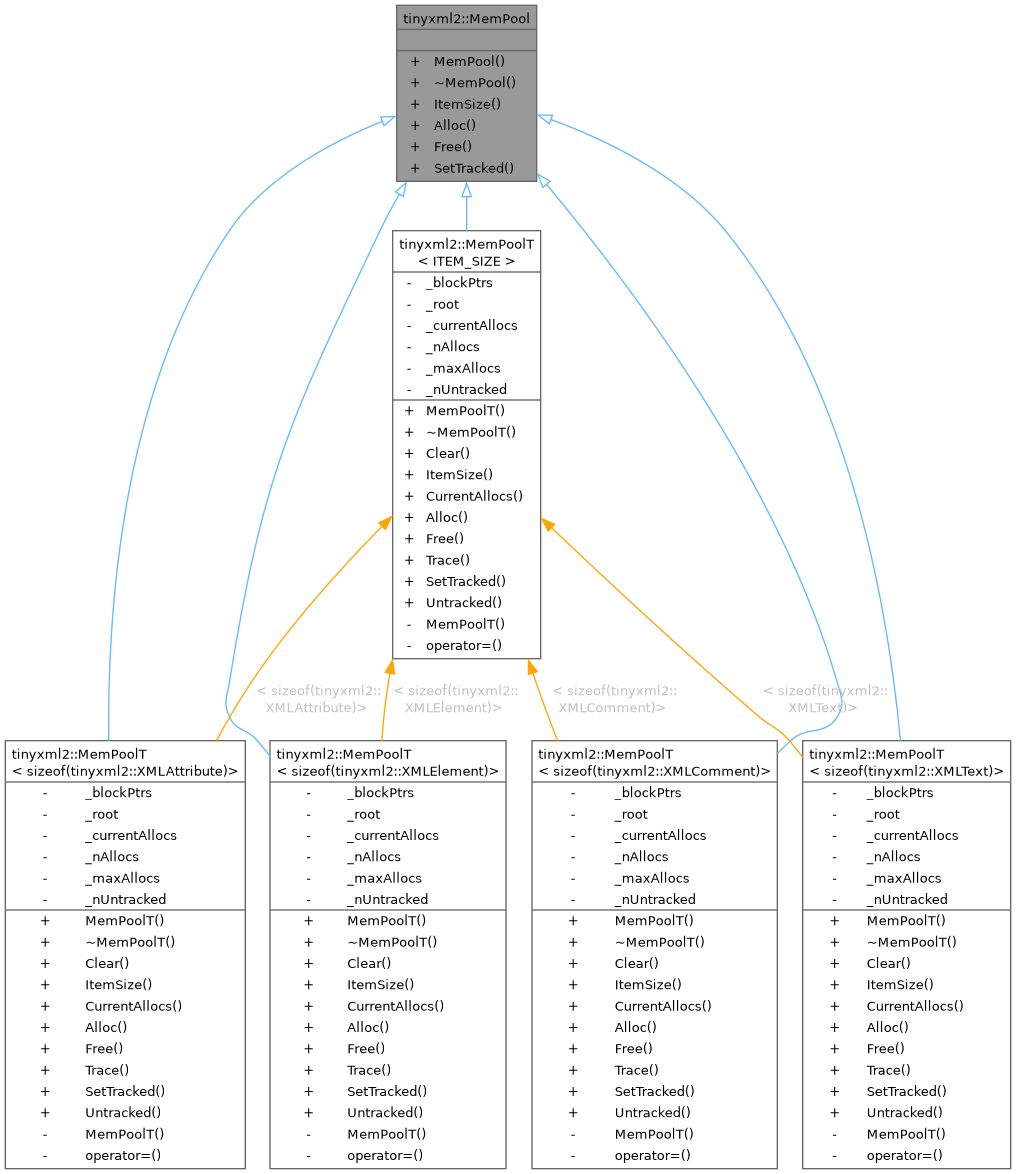 tinyxml2::MemPool
+ MemPool()
+ ~MemPool()
+ ItemSize()
+ Alloc()
+ Free()
+ SetTracked()
tinyxml2::MemPoolT
< ITEM_SIZE >
- _blockPtrs
- _root
- _currentAllocs
- _nAllocs
- _maxAllocs
- _nUntracked
+ MemPoolT()
+ ~MemPoolT()
+ Clear()
+ ItemSize()
+ CurrentAllocs()
+ Alloc()
+ Free()
+ Trace()
+ SetTracked()
+ Untracked()
- MemPoolT()
- operator=()
< sizeof(tinyxml2::
XMLAttribute)>
< sizeof(tinyxml2::
XMLElement)>
< sizeof(tinyxml2::
XMLComment)>
< sizeof(tinyxml2::
XMLText)>
tinyxml2::MemPoolT
< sizeof(tinyxml2::XMLAttribute)>
- _blockPtrs
- _root
- _currentAllocs
- _nAllocs
- _maxAllocs
- _nUntracked
+ MemPoolT()
+ ~MemPoolT()
+ Clear()
+ ItemSize()
+ CurrentAllocs()
+ Alloc()
+ Free()
+ Trace()
+ SetTracked()
+ Untracked()
- MemPoolT()
- operator=()
tinyxml2::MemPoolT
< sizeof(tinyxml2::XMLElement)>
- _blockPtrs
- _root
- _currentAllocs
- _nAllocs
- _maxAllocs
- _nUntracked
+ MemPoolT()
+ ~MemPoolT()
+ Clear()
+ ItemSize()
+ CurrentAllocs()
+ Alloc()
+ Free()
+ Trace()
+ SetTracked()
+ Untracked()
- MemPoolT()
- operator=()
tinyxml2::MemPoolT
< sizeof(tinyxml2::XMLComment)>
- _blockPtrs
- _root
- _currentAllocs
- _nAllocs
- _maxAllocs
- _nUntracked
+ MemPoolT()
+ ~MemPoolT()
+ Clear()
+ ItemSize()
+ CurrentAllocs()
+ Alloc()
+ Free()
+ Trace()
+ SetTracked()
+ Untracked()
- MemPoolT()
- operator=()
tinyxml2::MemPoolT
< sizeof(tinyxml2::XMLText)>
- _blockPtrs
- _root
- _currentAllocs
- _nAllocs
- _maxAllocs
- _nUntracked
+ MemPoolT()
+ ~MemPoolT()
+ Clear()
+ ItemSize()
+ CurrentAllocs()
+ Alloc()
+ Free()
+ Trace()
+ SetTracked()
+ Untracked()
- MemPoolT()
- operator=()